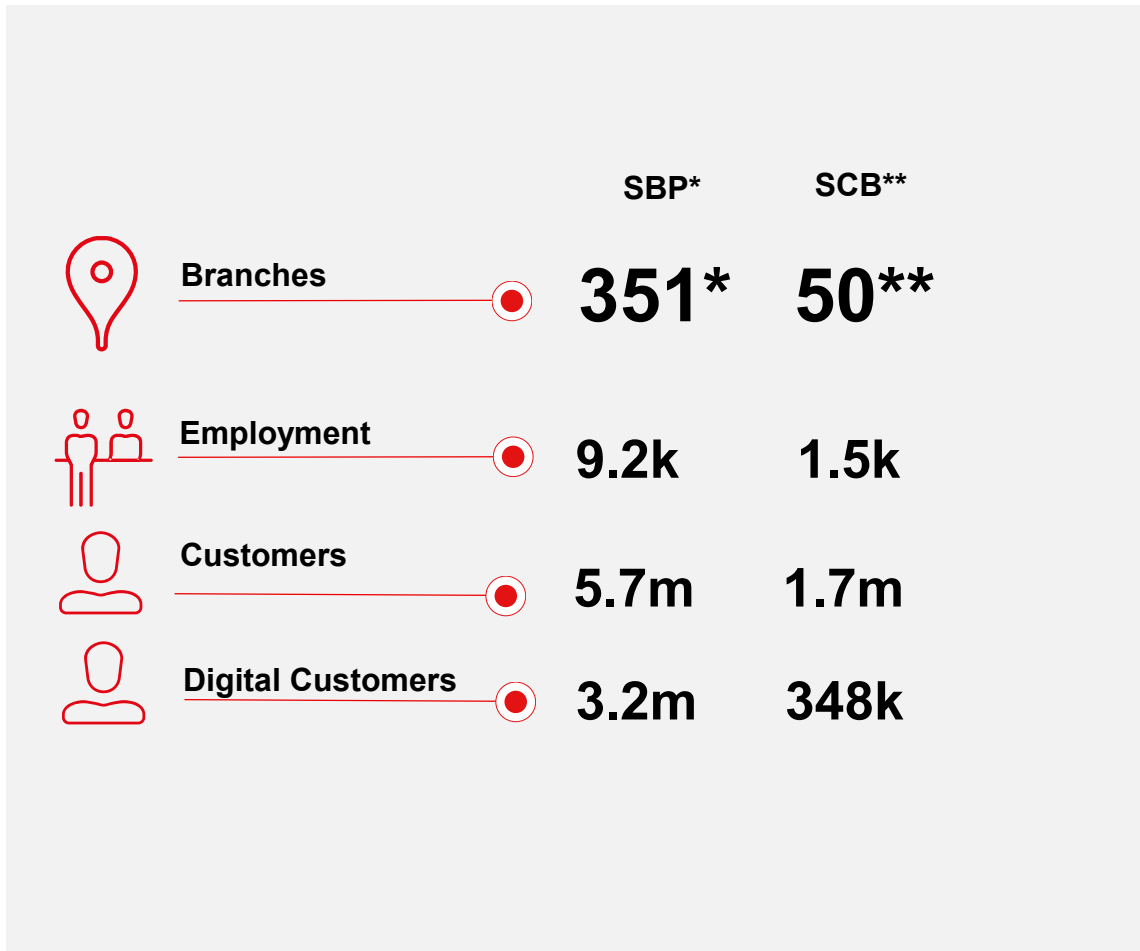 SBP* SCB**
Branches 351* 50**
Employment 9.2k 1.5k
Customers 5.7m 1.7m
Digital Customers 3.2m 348k